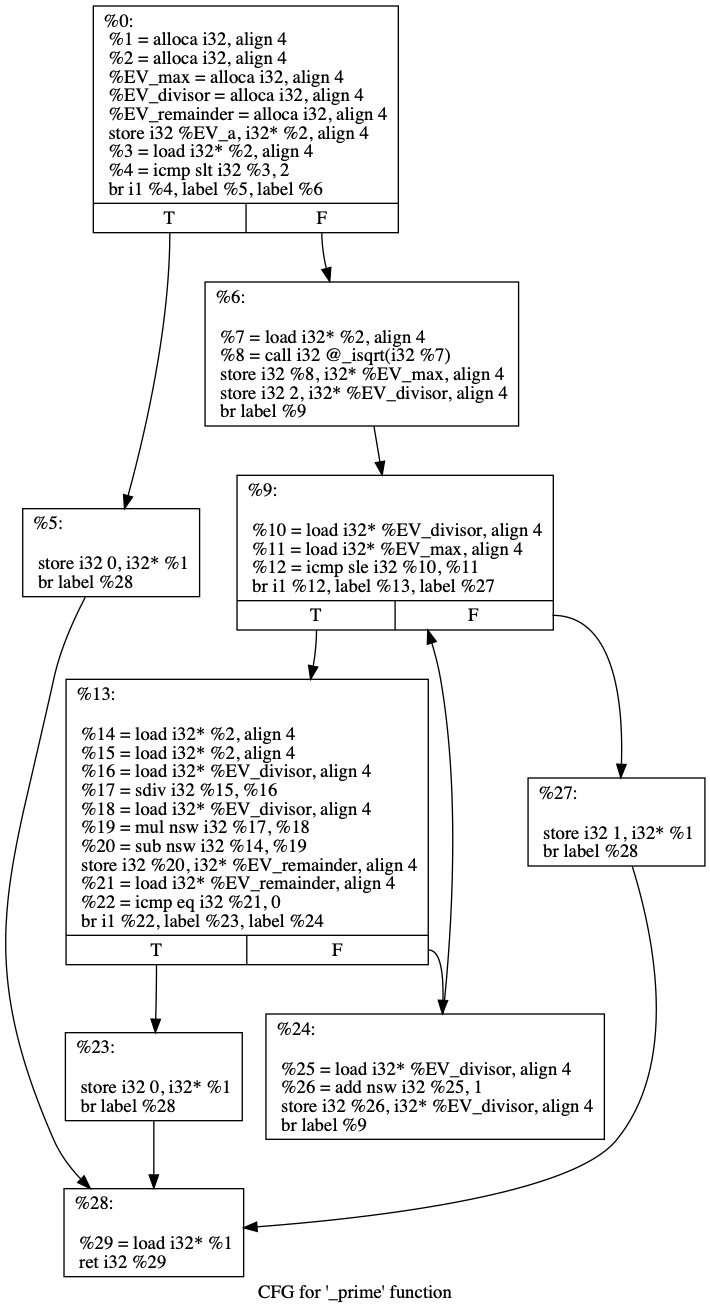 %0:
%1 = alloca i32, align 4
%2 = alloca i32, align 4
%EV_max = alloca i32, align 4
%EV_divisor = alloca i32, align 4
%EV_remainder = alloca i32, align 4
store i32 %EV_a, i32* %2, align 4
%3 = load i32* %2, align 4
%4 = icmp slt i32 %3, 2
br i1 %4, label %5, label %6
T
F
%6:
%7 = load i32* %2, align 4
%8 = call i32 @_isqrt(i32 %7)
store i32 %8, i32* %EV_max, align 4
store i32 2, i32* %EV_divisor, align 4
br label %9
%9:
%10 = load i32* %EV_divisor, align 4
%11 = load i32* %EV_max, align 4
%12 = icmp sle i32 %10, %11
br i1 %12, label %13, label %27
T
F
%5:
store i32 0, i32* %1
br label %28
%13:
%14 = load i32* %2, align 4
%15 = load i32* %2, align 4
%16 = load i32* %EV_divisor, align 4
%17 = sdiv i32 %15, %16
%18 = load i32* %EV_divisor, align 4
%19 = mul nsw i32 %17, %18
%20 = sub nsw i32 %14, %19
store i32 %20, i32* %EV_remainder, align 4
%21 = load i32* %EV_remainder, align 4
%22 = icmp eq i32 %21, 0
br i1 %22, label %23, label %24
T
F
%27:
store i32 1, i32* %1
br label %28
%23:
store i32 0, i32* %1
br label %28
%24:
%25 = load i32* %EV_divisor, align 4
%26 = add nsw i32 %25, 1
store i32 %26, i32* %EV_divisor, align 4
br label %9
%28:
%29 = load i32* %1
ret i32 %29
CFG for '_prime' function